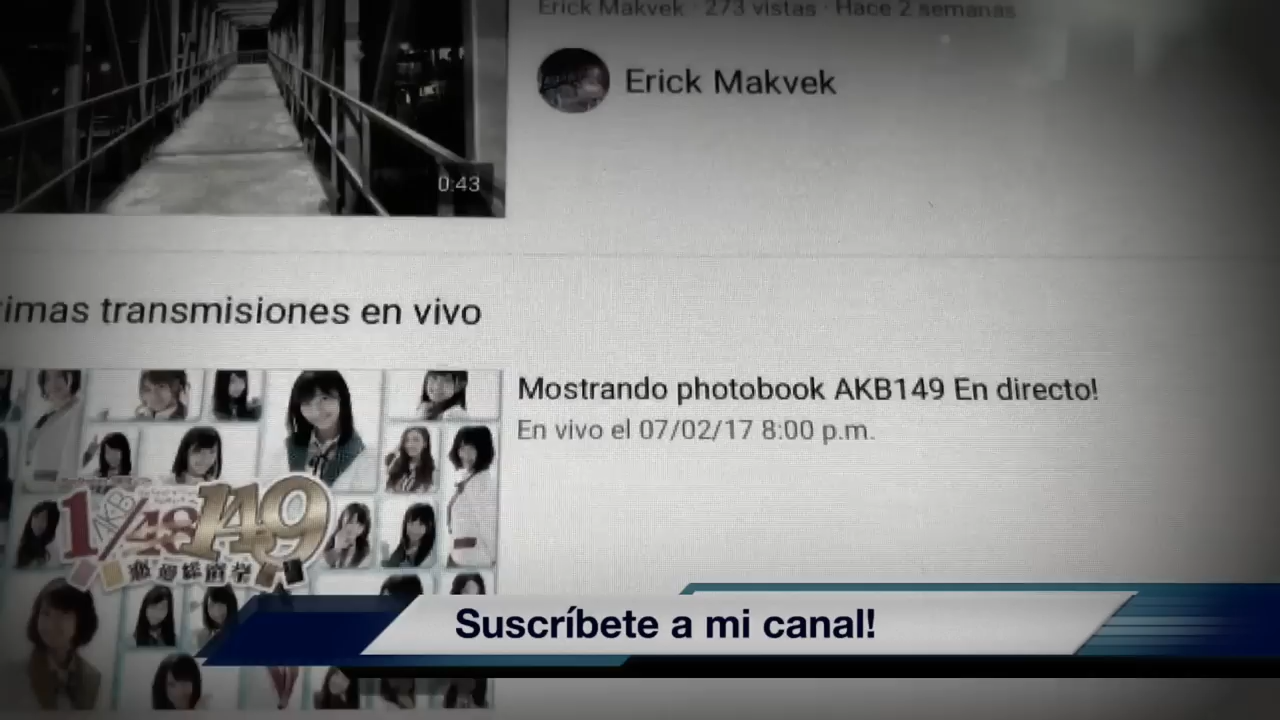 Erick Makvek · 273 vistas · Hace 2 semanas
Erick Makvek
0:43
imas transmisiones en vivo
Mostrando photobook AKB149 En directo!
En vivo el 07/02/17 8:00 p.m.
AKB
1/48 149
Suscríbete a mi canal!